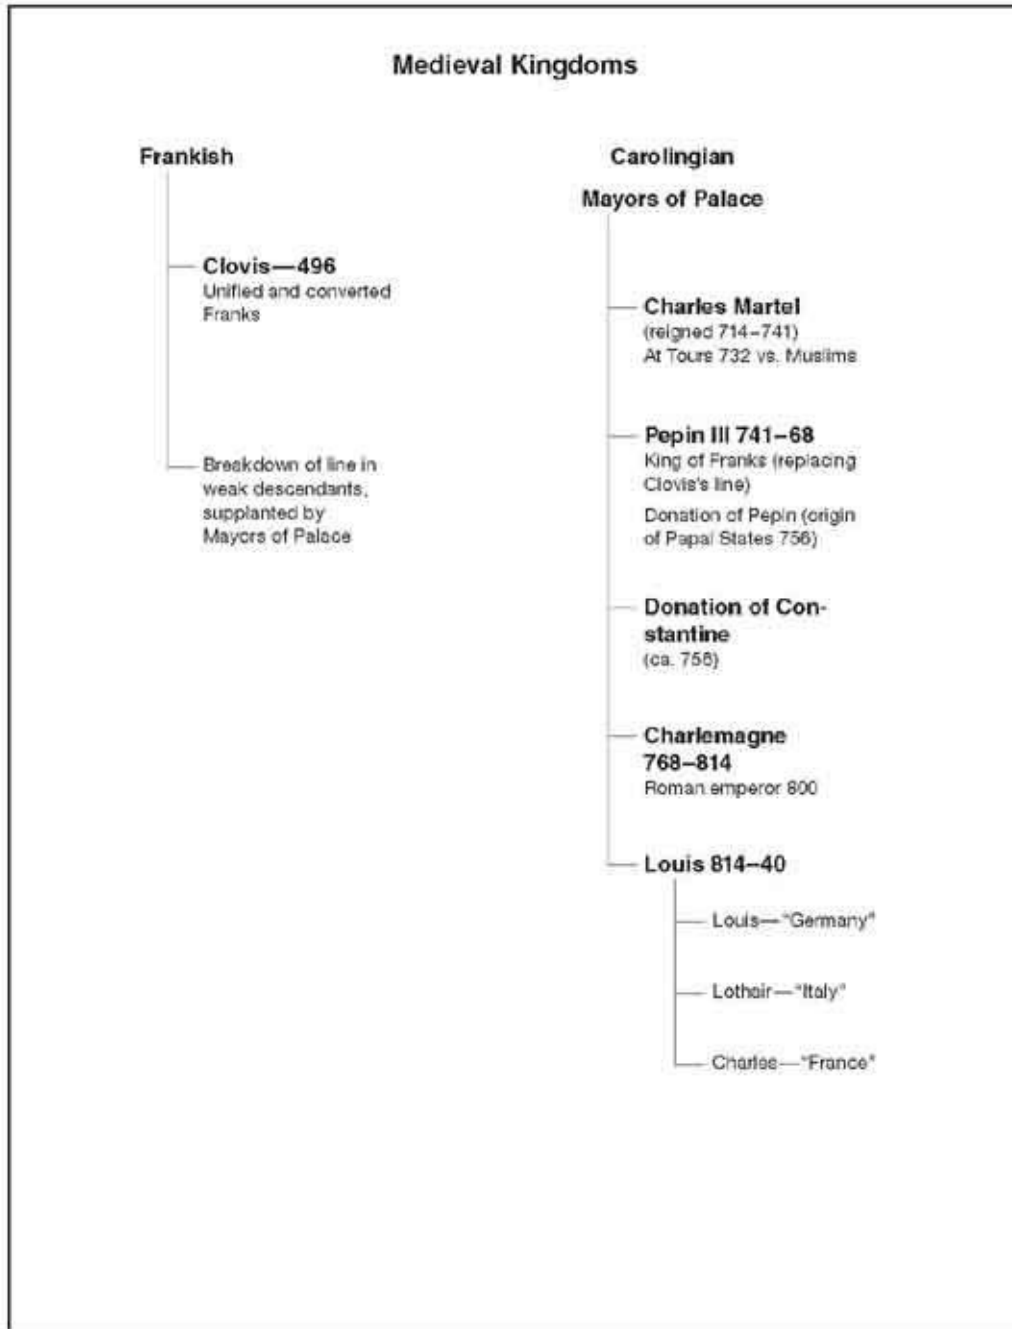 Medieval Kingdoms
Frankish
Clovis—496
Unified and converted
Franks
Breakdown of line in
weak descendants,
supplanted by
Mayors of Palace
Carolingian
Mayors of Palace
Charles Martel
(reigned 714–741)
At Tours 732 vs. Muslims
Pepin III 741–68
King of Franks (replacing
Clovis's line)
Donation of Pepin (origin
of Papal States 756)
Donation of Con-
stantine
(ca. 756)
Charlemagne
768–814
Roman emperor 800
Louis 814–40
Louis—"Germany"
Lothair—"Italy"
Charles—"France"